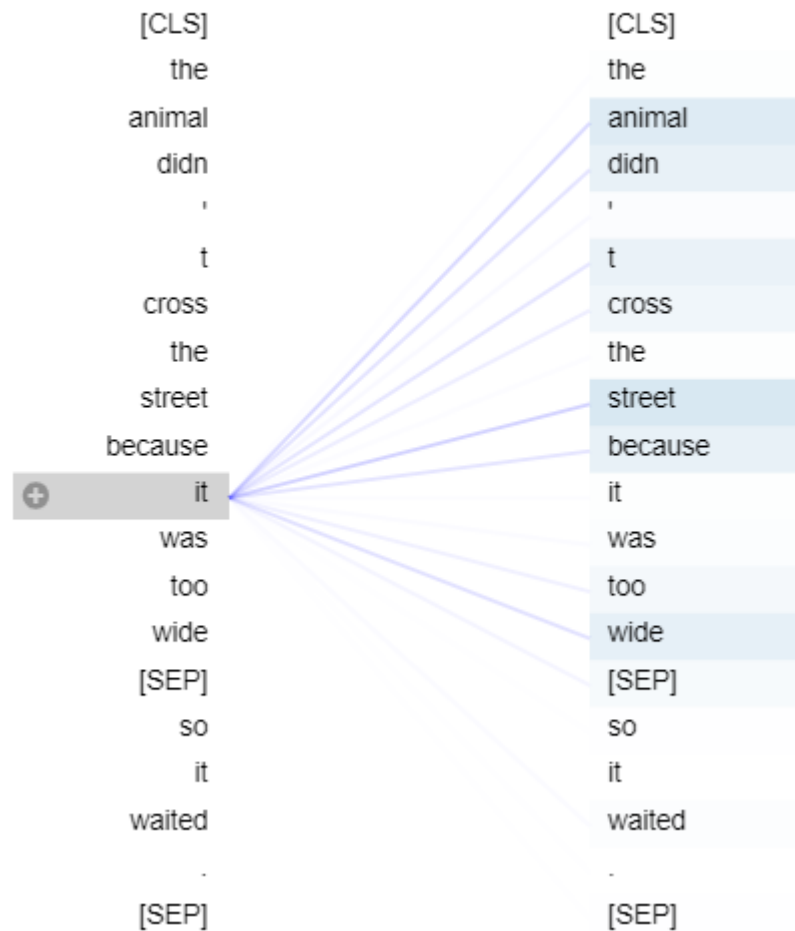 [CLS] [CLS]
the the
animal animal
didn didn
' '
t t
cross cross
the the
street street
because because
it it
was was
too too
wide wide
[SEP] [SEP]
so so
it it
waited waited
. .
[SEP] [SEP]